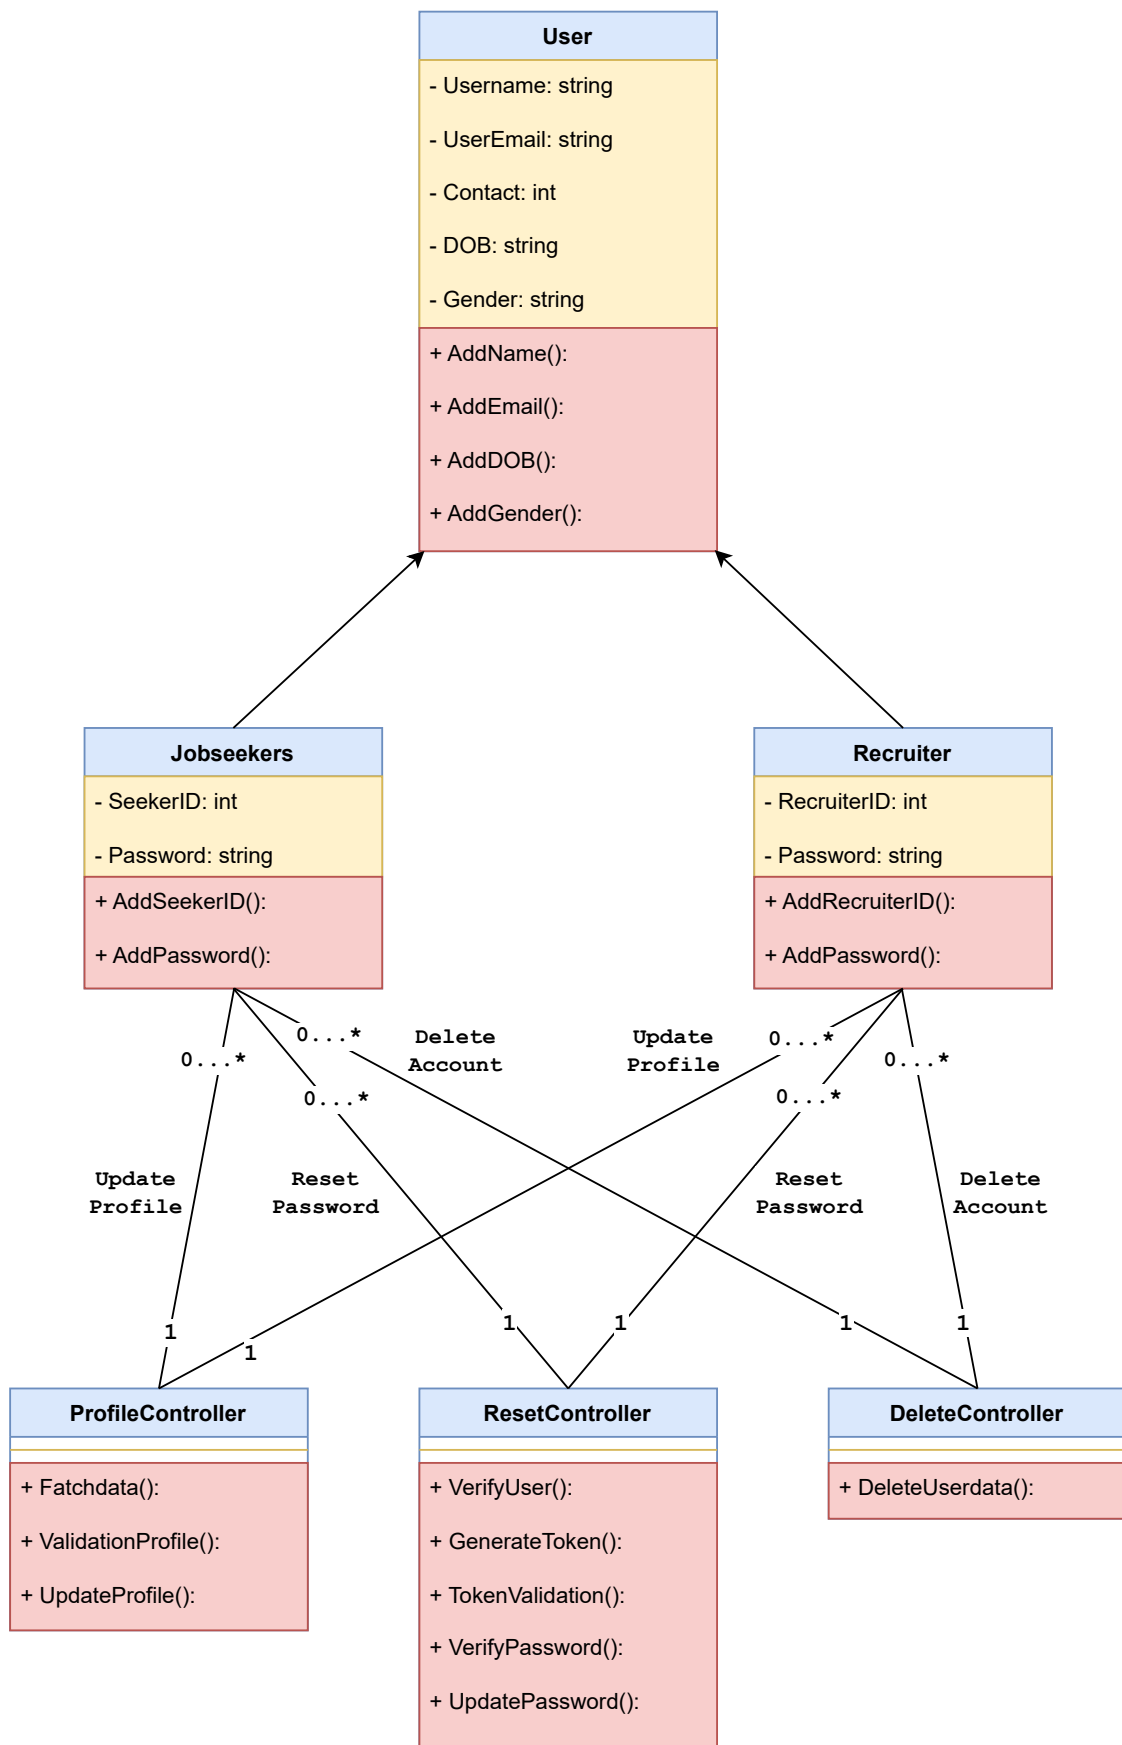 User
- Username: string
- UserEmail: string
- Contact: int
- DOB: string
- Gender: string
+ AddName():
+ AddEmail():
+ AddDOB():
+ AddGender():
Jobseekers
- SeekerID: int
- Password: string
+ AddSeekerID():
+ AddPassword():
Recruiter
- RecruiterID: int
- Password: string
+ AddRecruiterID():
+ AddPassword():
0...*
Delete
Account
Update
Profile
0...*
0...*
0...*
0...*
0...*
Update
Profile
Reset
Password
Reset
Password
Delete
Account
1
1
1
1
1
1
ProfileController
+ Fatchdata():
+ ValidationProfile():
+ UpdateProfile():
ResetController
+ VerifyUser():
+ GenerateToken():
+ TokenValidation():
+ VerifyPassword():
+ UpdatePassword():
DeleteController
+ DeleteUserdata():